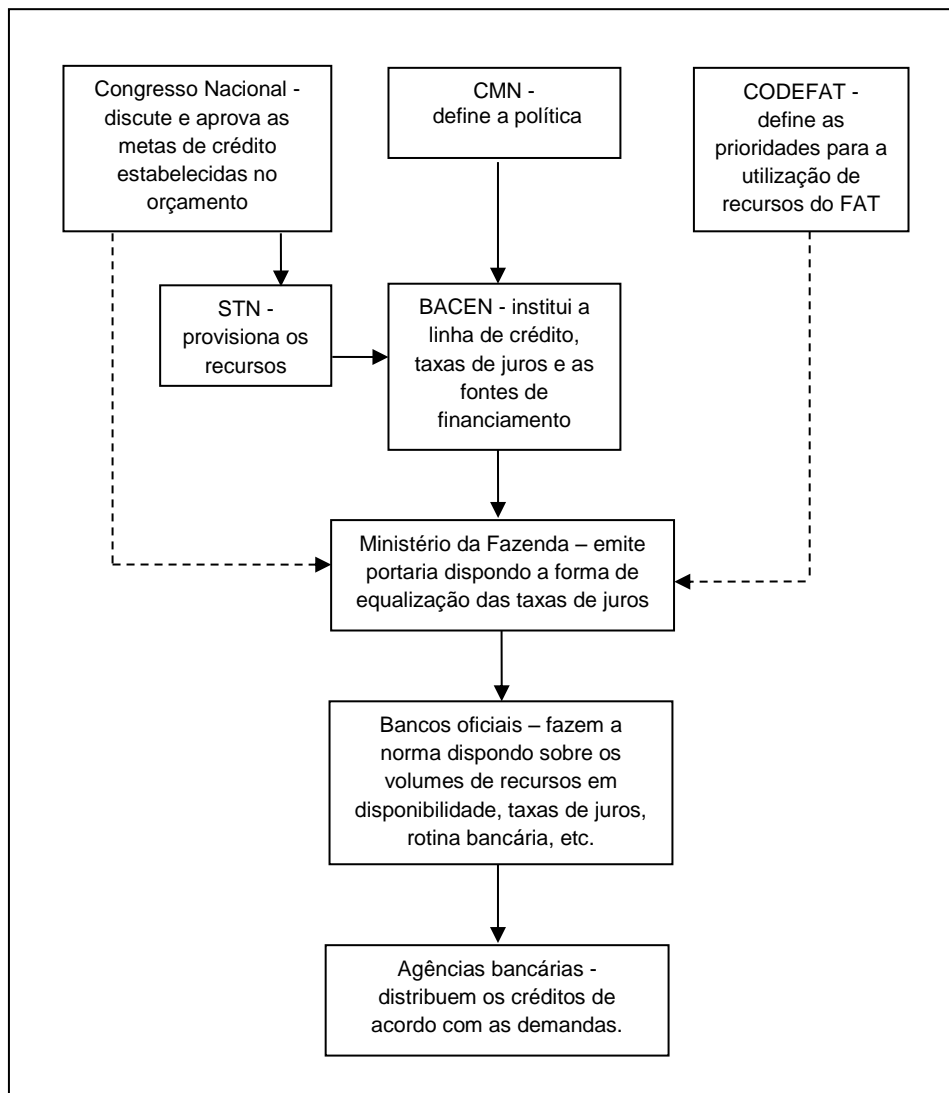 Congresso Nacional -
discute e aprova as
metas de crédito
estabelecidas no
orçamento
CMN -
define a política
CODEFAT -
define as
prioridades para a
utilização de
recursos do FAT
STN -
provisiona os
recursos
BACEN - institui a
linha de crédito,
taxas de juros e as
fontes de
financiamento
Ministério da Fazenda – emite
portaria dispondo a forma de
equalização das taxas de juros
Bancos oficiais – fazem a
norma dispondo sobre os
volumes de recursos em
disponibilidade, taxas de juros,
rotina bancária, etc.
Agências bancárias -
distribuem os créditos de
acordo com as demandas.